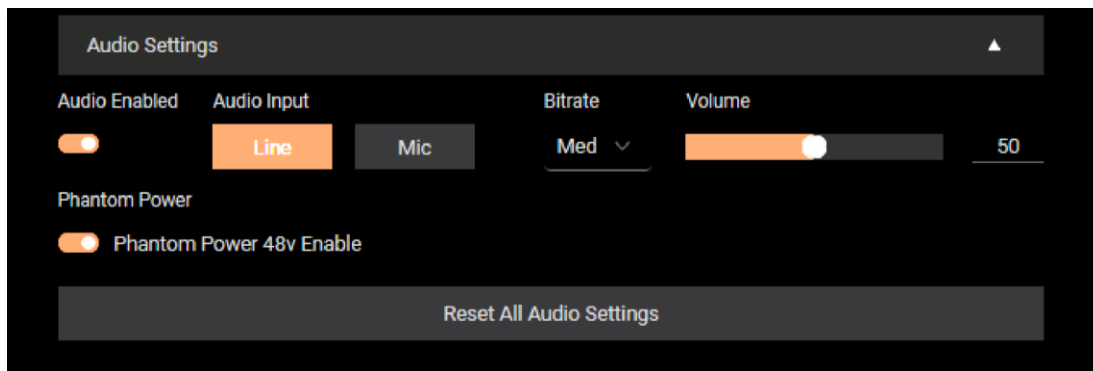 Audio Settings
Audio Enabled Audio Input Bitrate Volume
Line Mic Med 50
Phantom Power
Phantom Power 48v Enable
Reset All Audio Settings